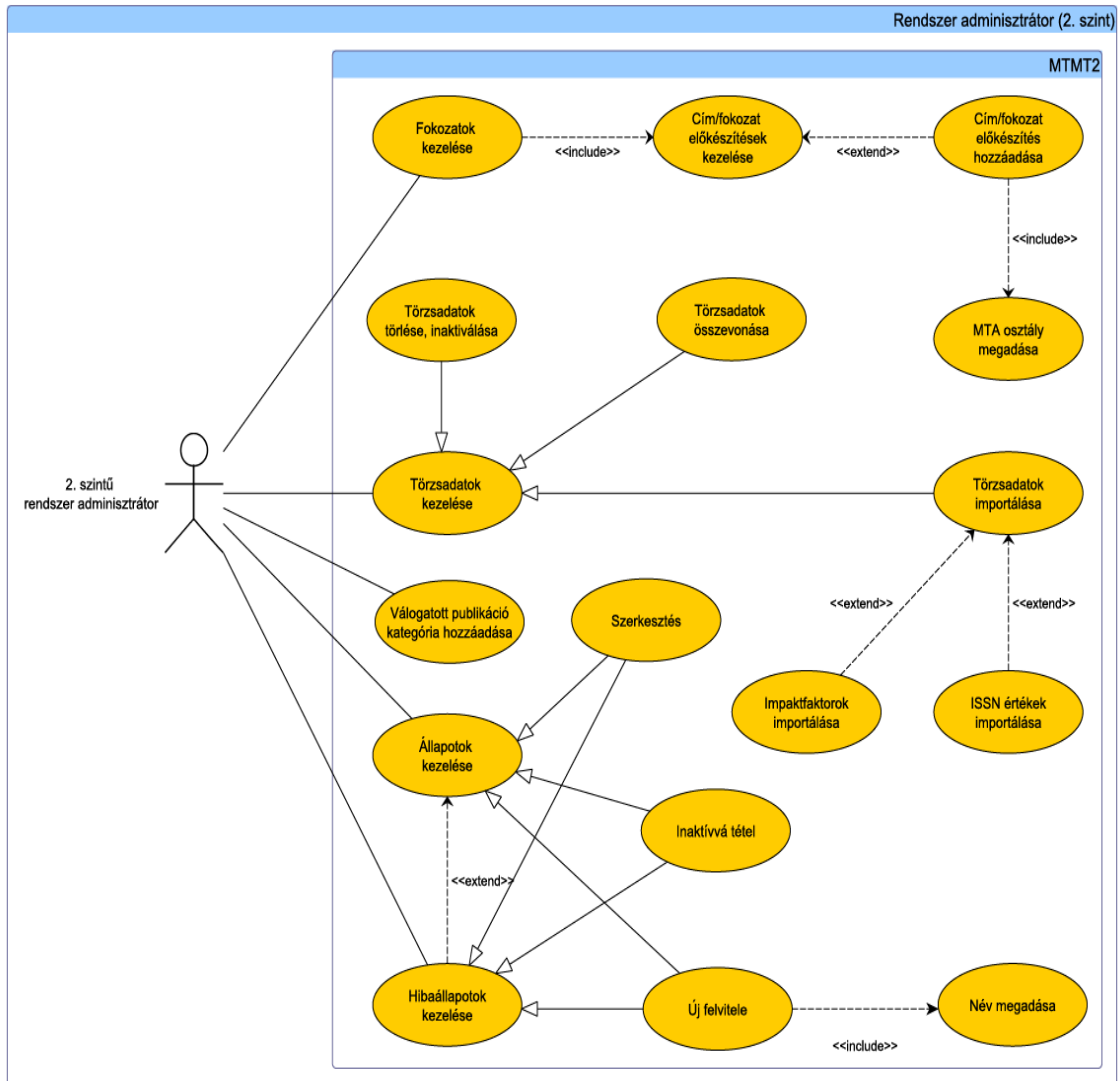 Rendszer adminisztrátor (2. szint)
MTMT2
Fokozatok
kezelése
<<include>>
Cím/fokozat
előkészítések
kezelése
<<extend>>
Cím/fokozat
előkészítés
hozzáadása
<<include>>
MTA osztály
megadása
Törzsadatok
törlése, inaktiválása
Törzsadatok
összevonása
2. szintű
rendszer adminisztrátor
Törzsadatok
kezelése
Törzsadatok
importálása
<<extend>>
<<extend>>
Válogatott publikáció
kategória hozzáadása
Szerkesztés
Impaktfaktorok
importálása
ISSN értékek
importálása
Állapotok
kezelése
Inaktívvá tétel
<<extend>>
Hibaállapotok
kezelése
Új felvitele
<<include>>
Név megadása